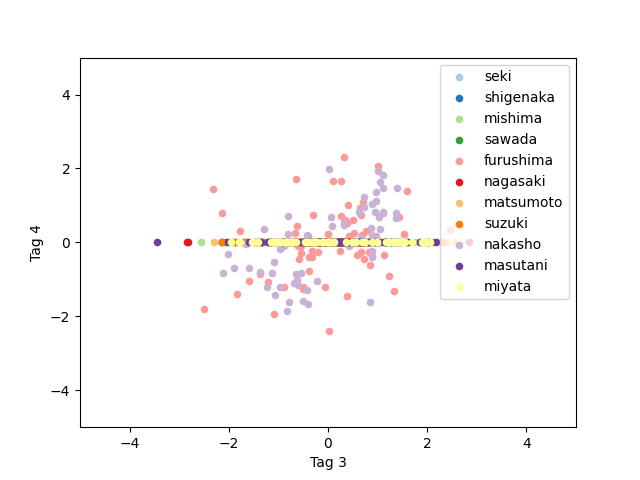 4
2
0
−2
−4
Tag 4
−4
−2
0
2
4
Tag 3
seki
shigenaka
mishima
sawada
furushima
nagasaki
matsumoto
suzuki
nakasho
masutani
miyata